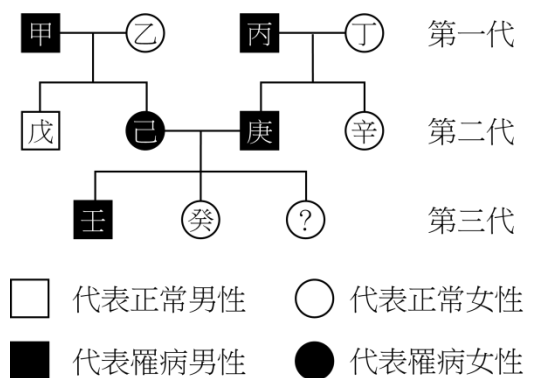 甲 乙 丙 丁 第一代
戊 己 庚 辛 第二代
壬 癸 ? 第三代
代表正常男性 代表正常女性
代表罹病男性 代表罹病女性